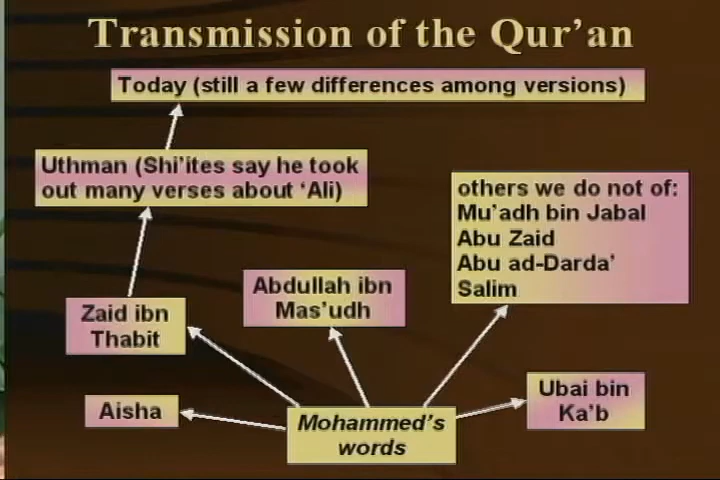 Transmission of the Qur'an
Today (still a few differences among versions)
Uthman (Shi'ites say he took
out many verses about 'Ali)
others we do not of:
Mu'adh bin Jabal
Abu Zaid
Abu ad-Darda'
Salim
Abdullah ibn
Mas'udh
Zaid ibn
Thabit
Ubai bin
Ka'b
Aisha
Mohammed's
words